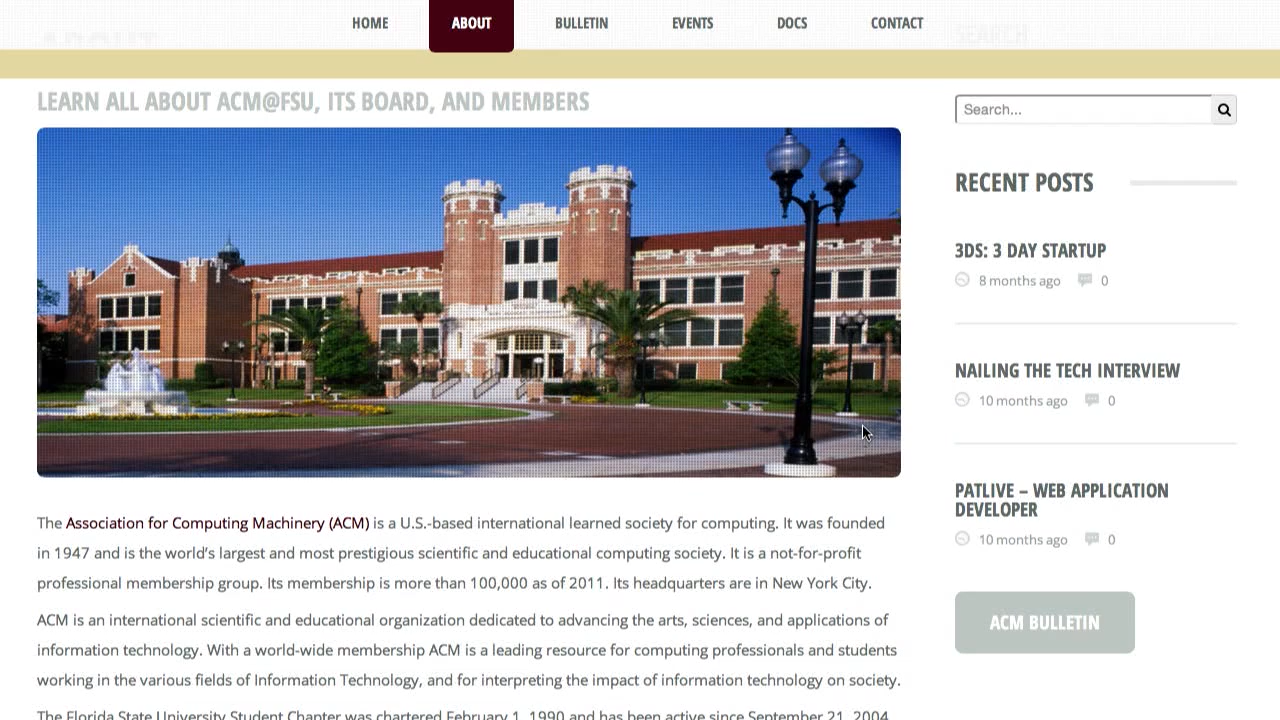 HOME ABOUT BULLETIN EVENTS DOCS CONTACT
ABOUT
SEARCH
LEARN ALL ABOUT ACM@FSU, ITS BOARD, AND MEMBERS
Search...
RECENT POSTS
3DS: 3 DAY STARTUP
8 months ago 0
NAILING THE TECH INTERVIEW
10 months ago 0
PATLIVE – WEB APPLICATION
DEVELOPER
10 months ago 0
ACM BULLETIN
The Association for Computing Machinery (ACM) is a U.S.-based international learned society for computing. It was founded
in 1947 and is the world's largest and most prestigious scientific and educational computing society. It is a not-for-profit
professional membership group. Its membership is more than 100,000 as of 2011. Its headquarters are in New York City.
ACM is an international scientific and educational organization dedicated to advancing the arts, sciences, and applications of
information technology. With a world-wide membership ACM is a leading resource for computing professionals and students
working in the various fields of Information Technology, and for interpreting the impact of information technology on society.
The Florida State University Student Chapter was chartered February 1, 1990 and has been active since September 21, 2004.